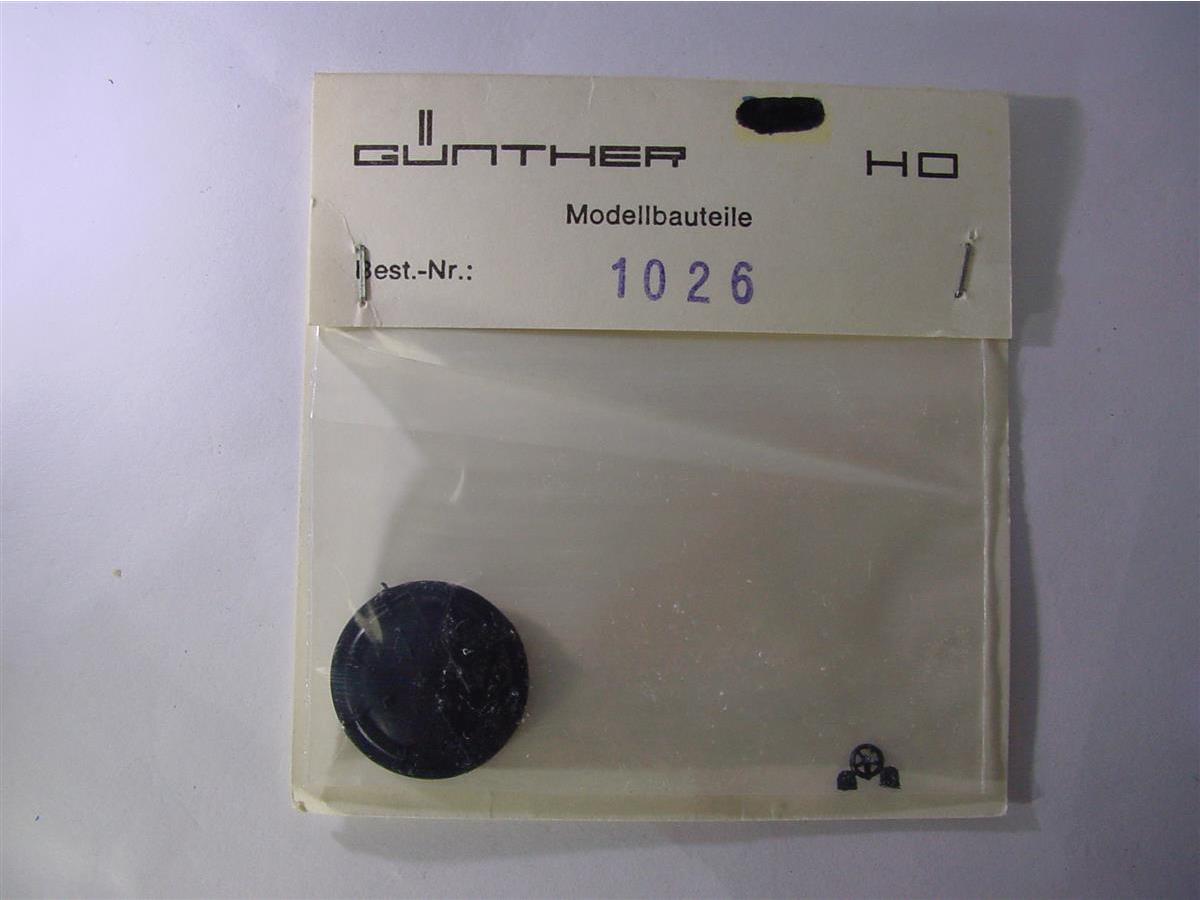 GÜNTHER HO
Modellbauteile
Best.-Nr.: 1026